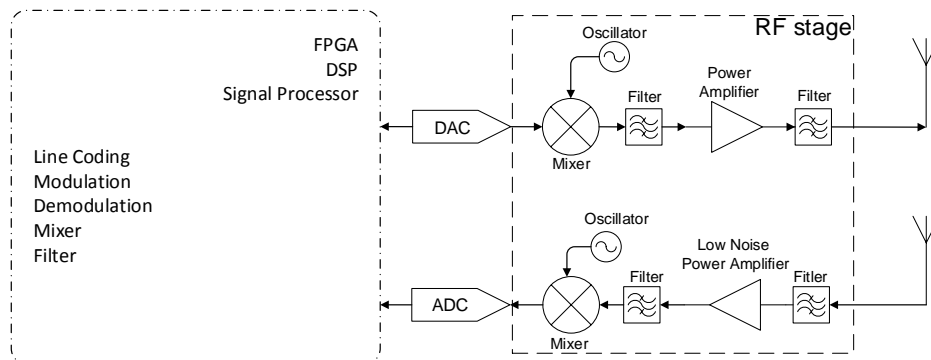 RF stage
FPGA
DSP
Signal Processor
Line Coding
Modulation
Demodulation
Mixer
Filter
Oscillator
Power
Amplifier
Filter
Filter
DAC
Mixer
Oscillator
Low Noise
Power Amplifier
Filter
Fitler
ADC
Mixer